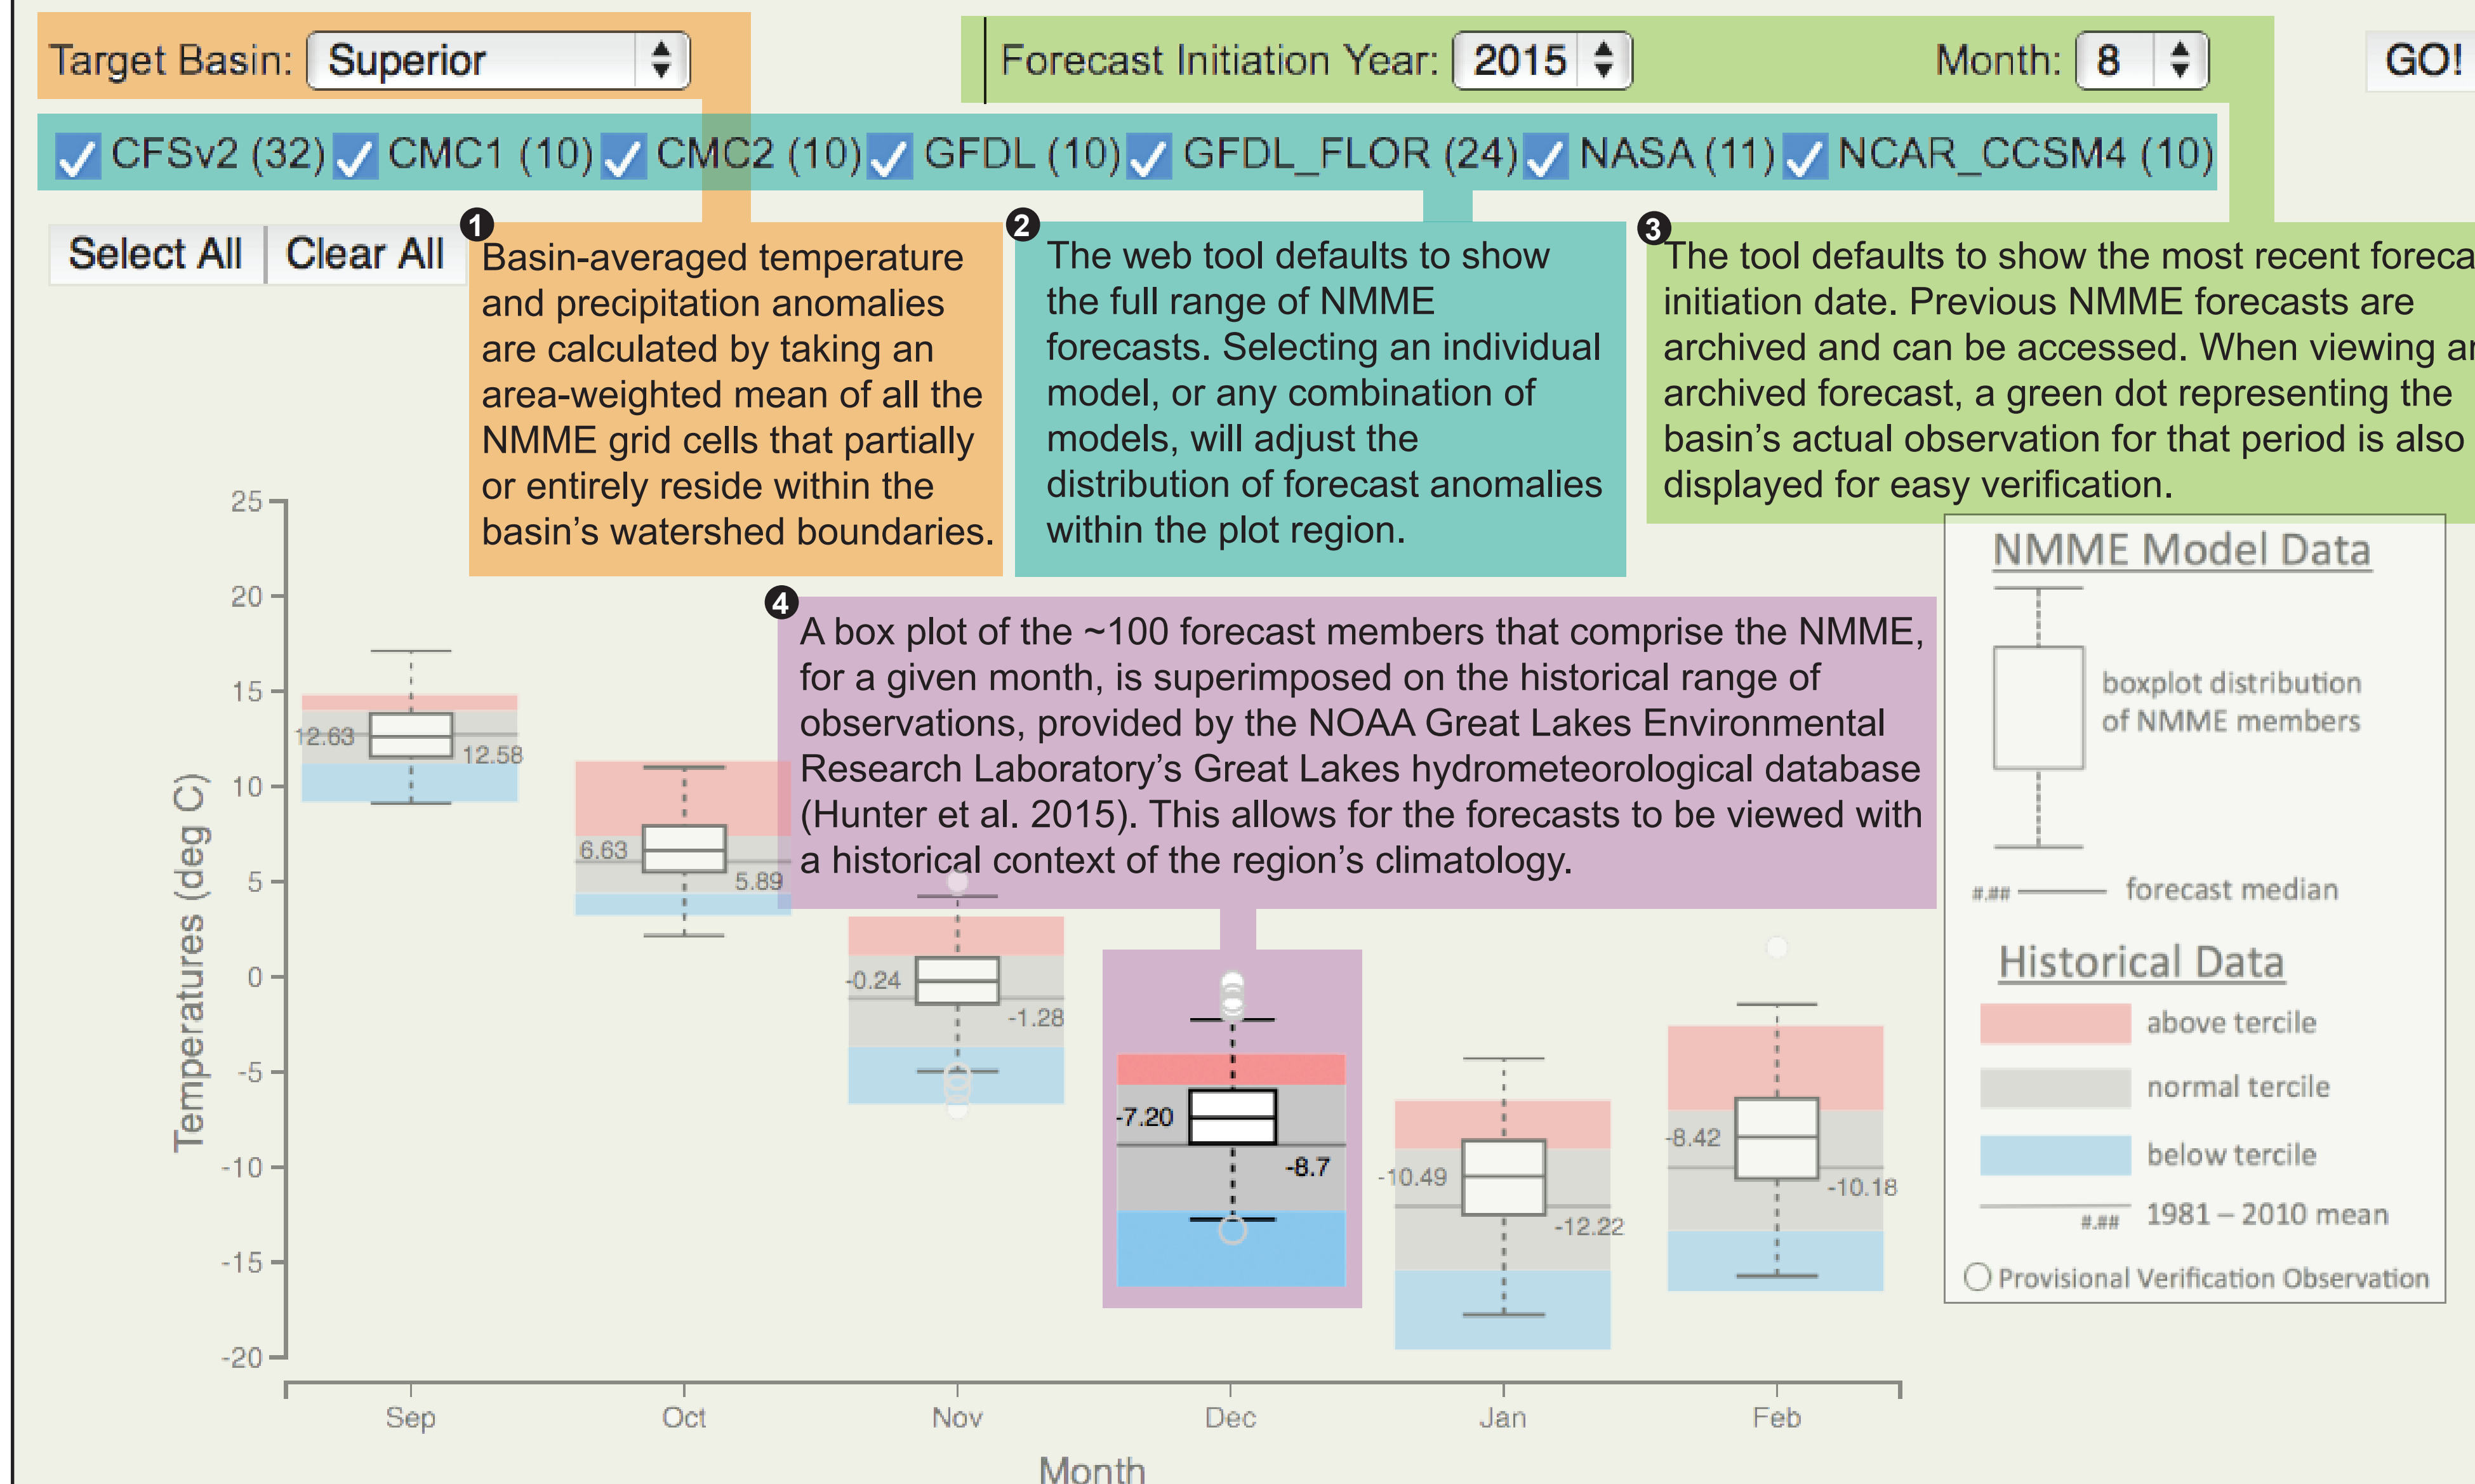 Target Basin: Superior
Forecast Initiation Year: 2015 Month: 8 GO!
CFSv2 (32) CMC1 (10) CMC2 (10) GFDL (10) GFDL_FLOR (24) NASA (11) NCAR_CCSM4 (10)
Select All Clear All
1
Basin-averaged temperature
and precipitation anomalies
are calculated by taking an
area-weighted mean of all the
NMME grid cells that partially
or entirely reside within the
basin’s watershed boundaries.
2
The web tool defaults to show
the full range of NMME
forecasts. Selecting an individual
model, or any combination of
models, will adjust the
distribution of forecast anomalies
within the plot region.
3
The tool defaults to show the most recent foreca
initiation date. Previous NMME forecasts are
archived and can be accessed. When viewing an
archived forecast, a green dot representing the
basin’s actual observation for that period is also
displayed for easy verification.
4
A box plot of the ~100 forecast members that comprise the NMME,
for a given month, is superimposed on the historical range of
observations, provided by the NOAA Great Lakes Environmental
Research Laboratory’s Great Lakes hydrometeorological database
(Hunter et al. 2015). This allows for the forecasts to be viewed with
a historical context of the region’s climatology.
NMME Model Data
boxplot distribution
of NMME members
#.## forecast median
Historical Data
above tercile
normal tercile
below tercile
#.## 1981 – 2010 mean
Provisional Verification Observation
Temperatures (deg C)
25
20
15
10
5
0
-5
-10
-15
-20
12.63
12.58
6.63
5.89
-0.24
-1.28
-7.20
-8.7
-10.49
-12.22
-8.42
-10.18
Sep Oct Nov Dec Jan Feb
Month